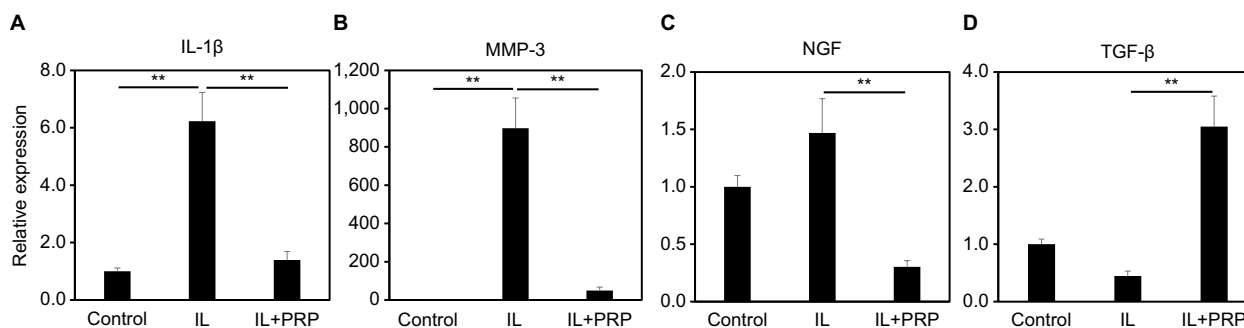 A
IL-1β
Relative expression
8.0
6.0
4.0
2.0
0.0
**
**
Control
IL
IL+PRP
B
MMP-3
1,200
1,000
800
600
400
200
0
**
**
Control
IL
IL+PRP
C
NGF
2.0
1.5
1.0
0.5
0.0
**
Control
IL
IL+PRP
D
TGF-β
4.0
3.0
2.0
1.0
0.0
**
Control
IL
IL+PRP